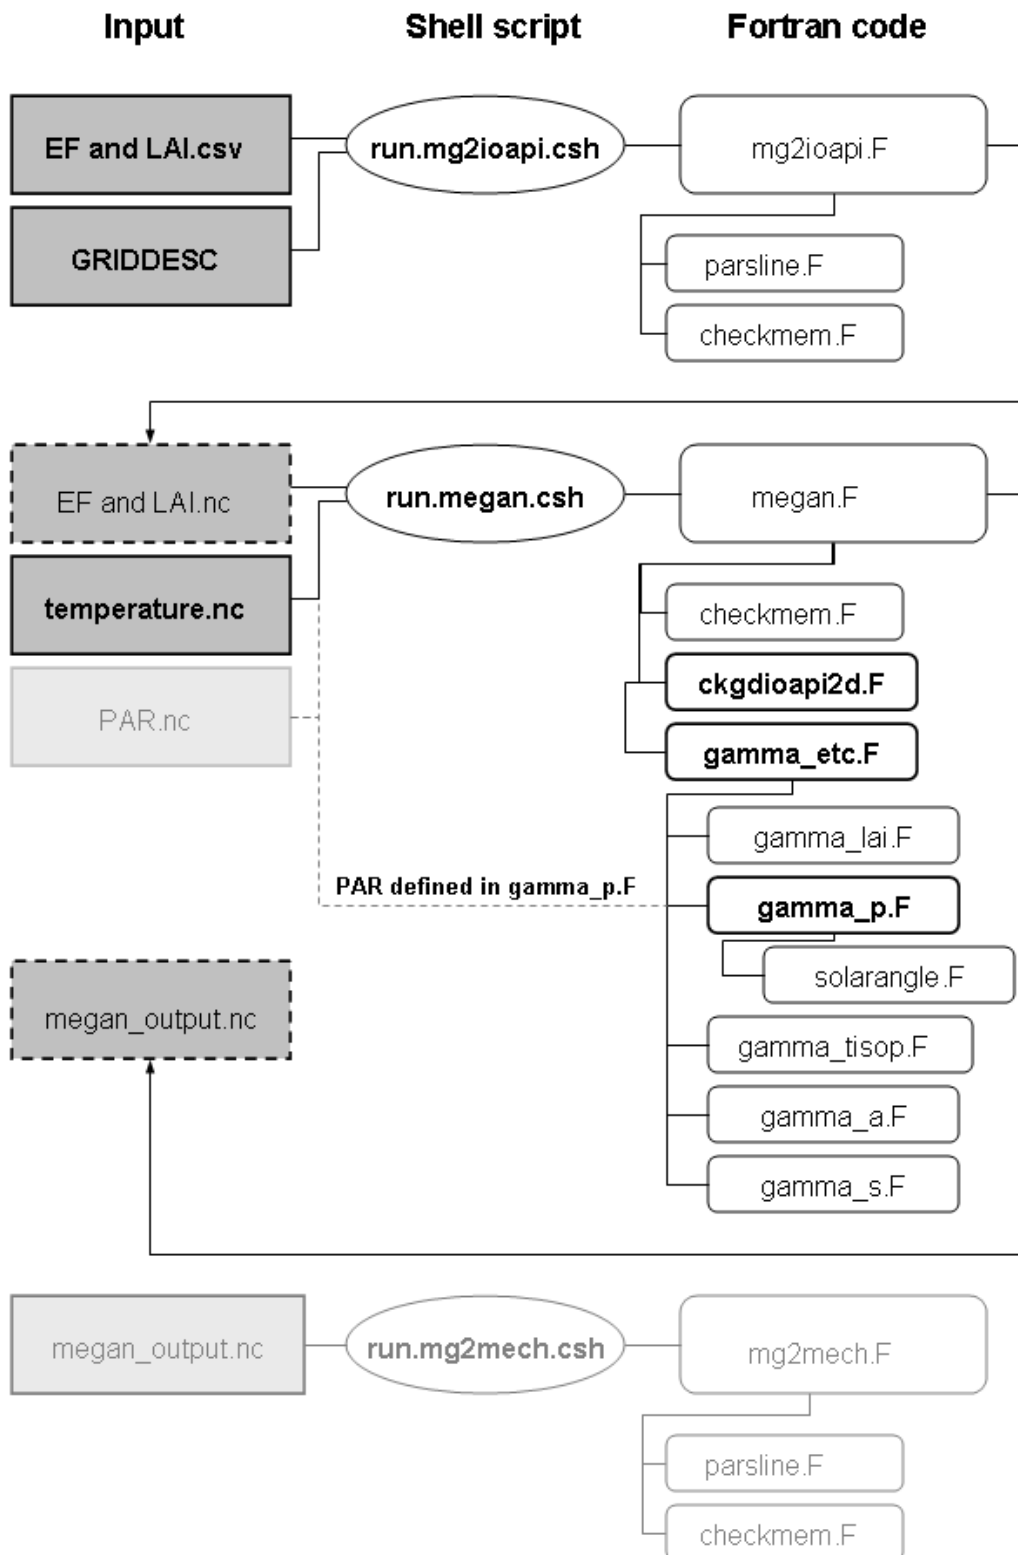 Input
Shell script
Fortran code
EF and LAI.csv
run.mg2ioapi.csh
mg2ioapi.F
GRIDDESC
parsline.F
checkmem.F
EF and LAI.nc
run.megan.csh
megan.F
temperature.nc
checkmem.F
PAR.nc
ckgdioapi2d.F
gamma_etc.F
gamma_lai.F
PAR defined in gamma_p.F
gamma_p.F
solarangle.F
megan_output.nc
gamma_tisop.F
gamma_a.F
gamma_s.F
megan_output.nc
run.mg2mech.csh
mg2mech.F
parsline.F
checkmem.F